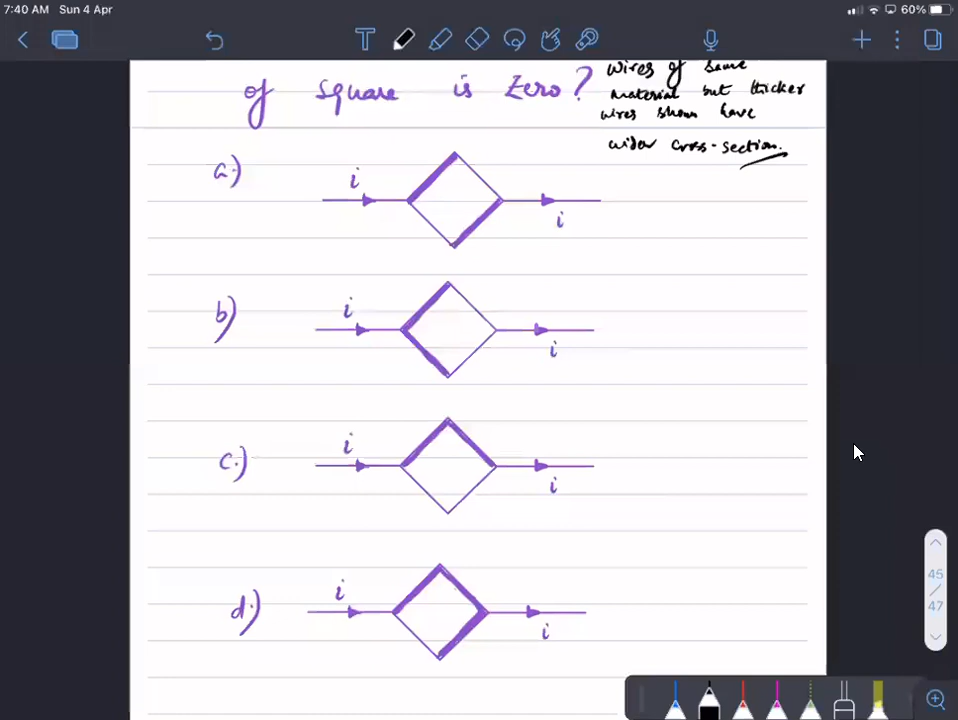 7:40 AM Sun 4 Apr
60%
T
of Square is Zero?
wires of same
material but thicker
wires shown have
wider cross-section.
a.)
i
i
b)
i
i
c.)
i
i
d.)
i
i
45
/
47